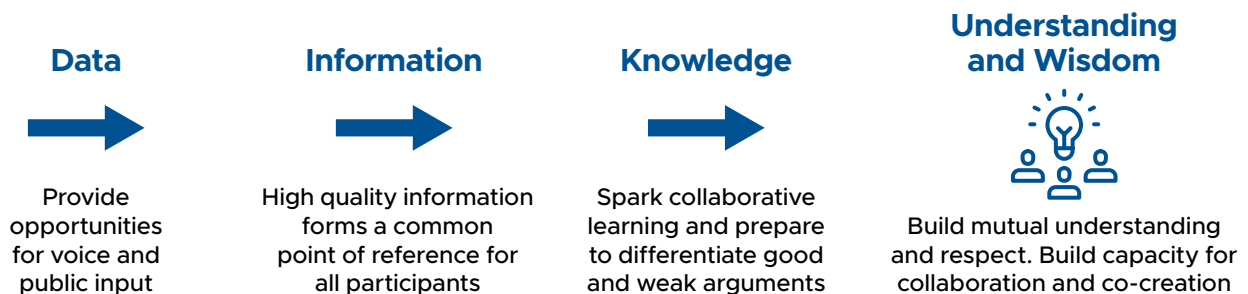 Data
Provide
opportunities
for voice and
public input
Information
High quality information
forms a common
point of reference for
all participants
Knowledge
Spark collaborative
learning and prepare
to differentiate good
and weak arguments
Understanding
and Wisdom
Build mutual understanding
and respect. Build capacity for
collaboration and co-creation